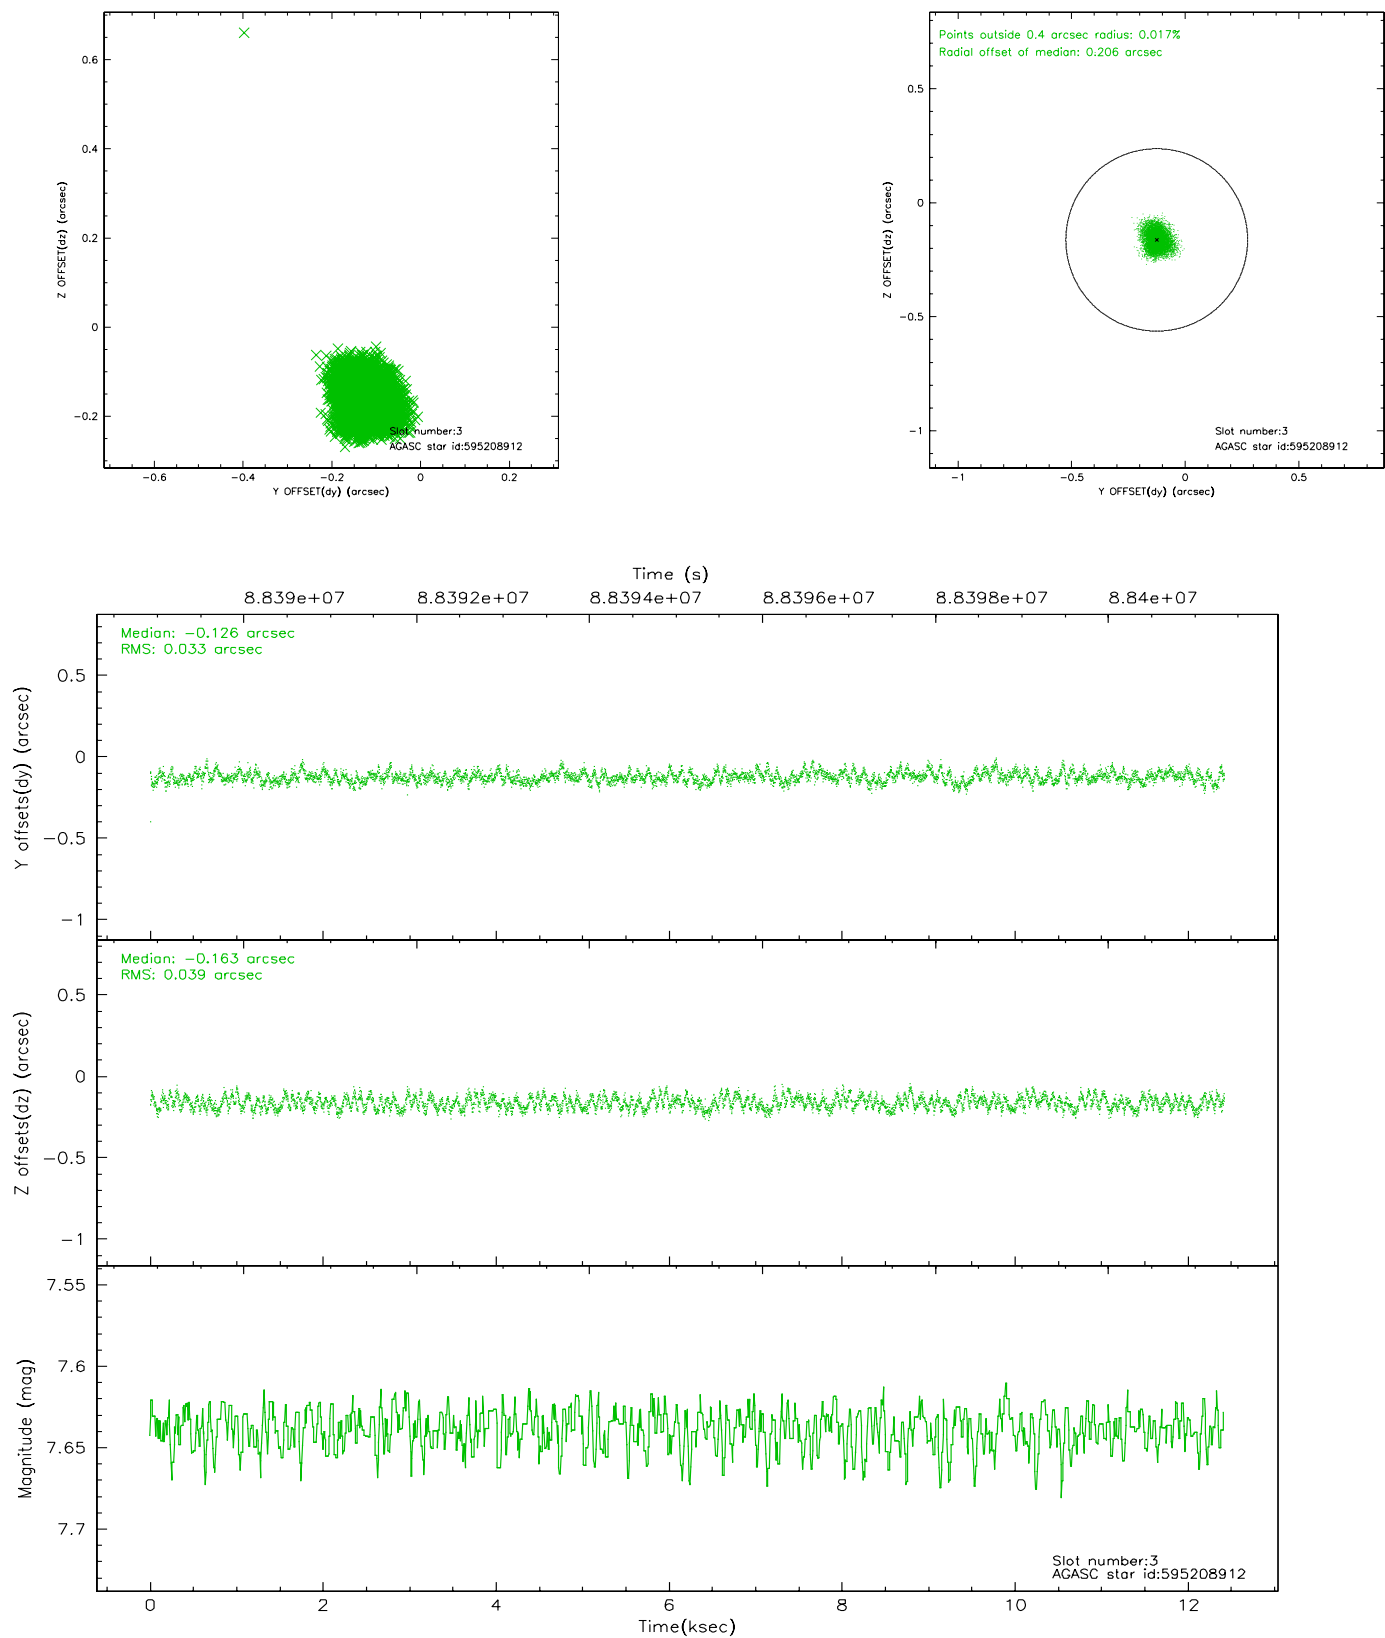 0.6
0.4
0.2
0
−0.2
−0.6
−0.4
−0.2
0
0.2
Z OFFSET(dz) (arcsec)
Y OFFSET(dy) (arcsec)
Slot number:3
AGASC star id:595208912
Points outside 0.4 arcsec radius: 0.017%
Radial offset of median: 0.206 arcsec
0.5
0
−0.5
−1
−1
−0.5
0
0.5
Z OFFSET(dz) (arcsec)
Y OFFSET(dy) (arcsec)
Slot number:3
AGASC star id:595208912
Time (s)
8.839e+07
8.8392e+07
8.8394e+07
8.8396e+07
8.8398e+07
8.84e+07
Median: −0.126 arcsec
RMS: 0.033 arcsec
0.5
0
−0.5
−1
Y offsets(dy) (arcsec)
Median: −0.163 arcsec
RMS: 0.039 arcsec
0.5
0
−0.5
−1
Z offsets(dz) (arcsec)
7.55
7.6
7.65
7.7
Magnitude (mag)
Slot number:3
AGASC star id:595208912
0
2
4
6
8
10
12
Time(ksec)